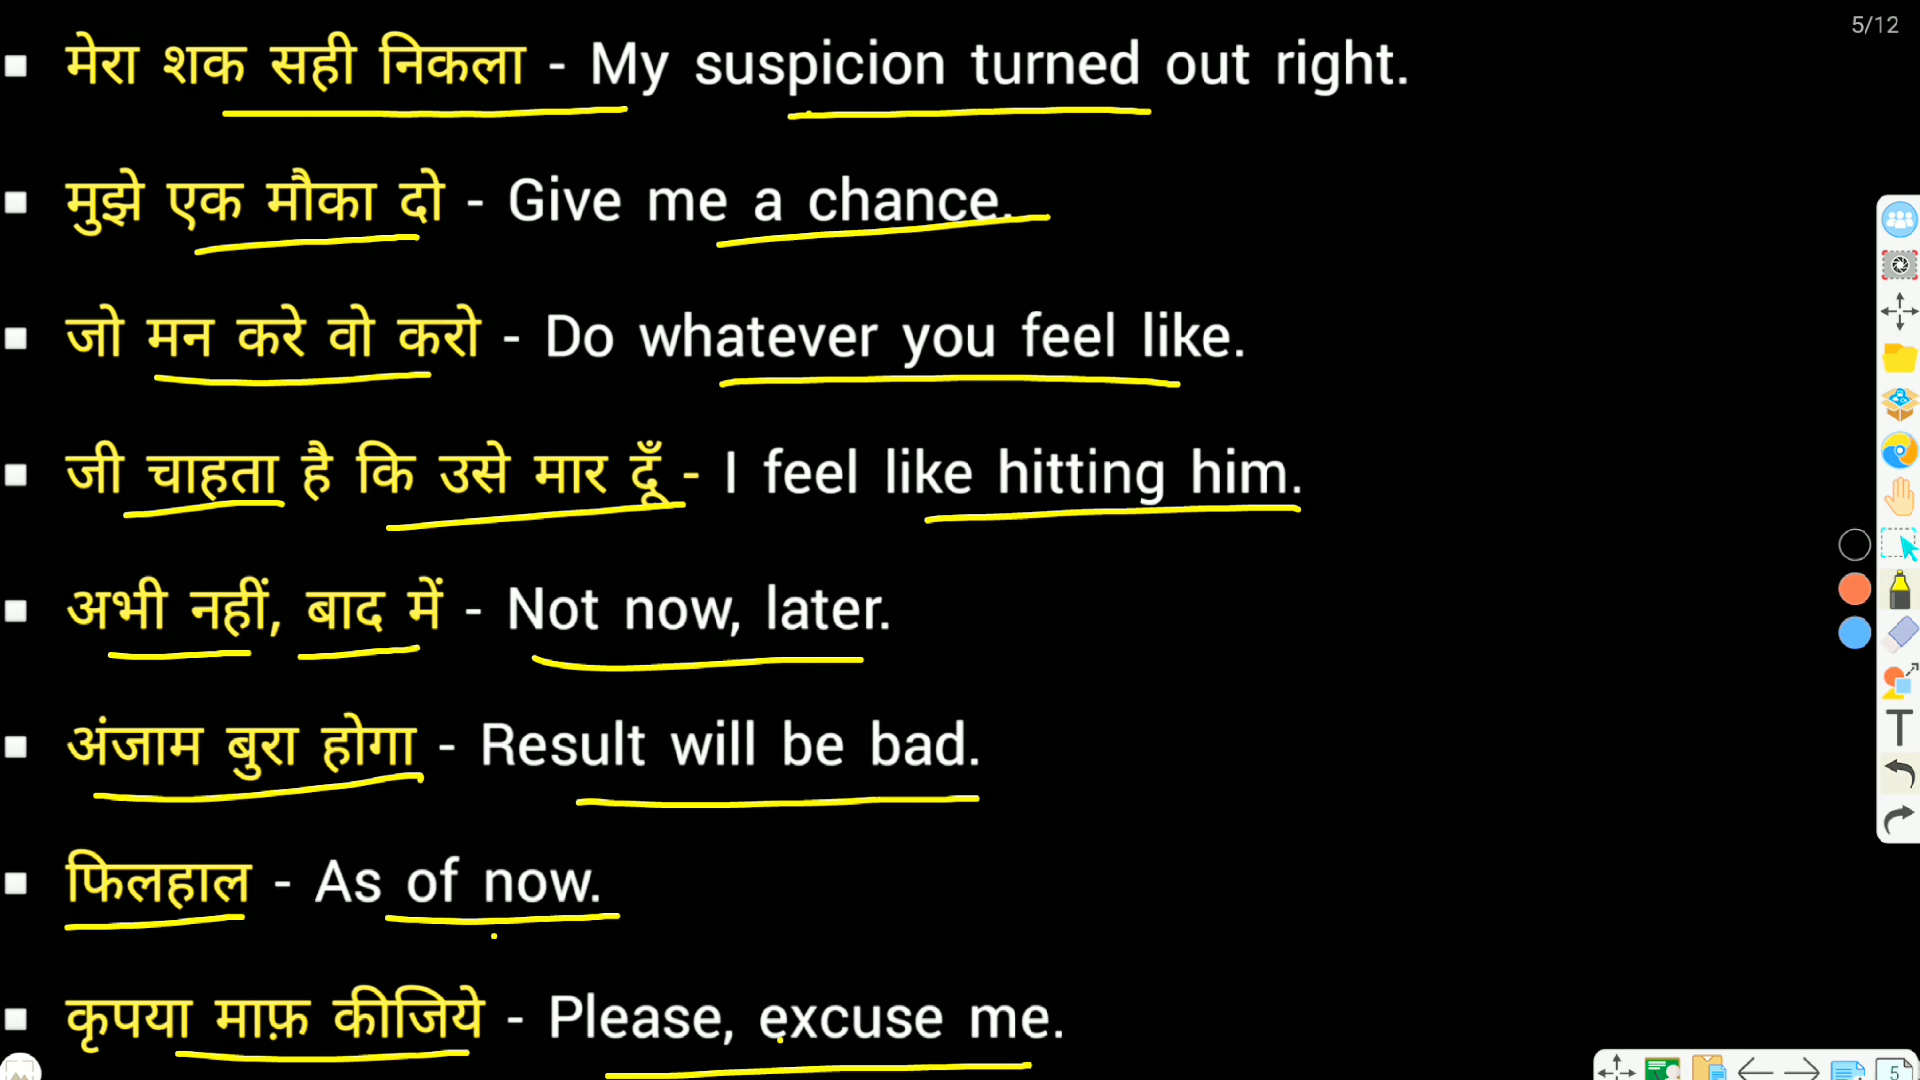 5/12
मेरा शक सही निकला - My suspicion turned out right.
मुझे एक मौका दो - Give me a chance.
जो मन करे वो करो - Do whatever you feel like.
जी चाहता है कि उसे मार दूँ - I feel like hitting him.
अभी नहीं, बाद में - Not now, later.
अंजाम बुरा होगा - Result will be bad.
फिलहाल - As of now.
कृपया माफ़ कीजिये - Please, excuse me.
T
5